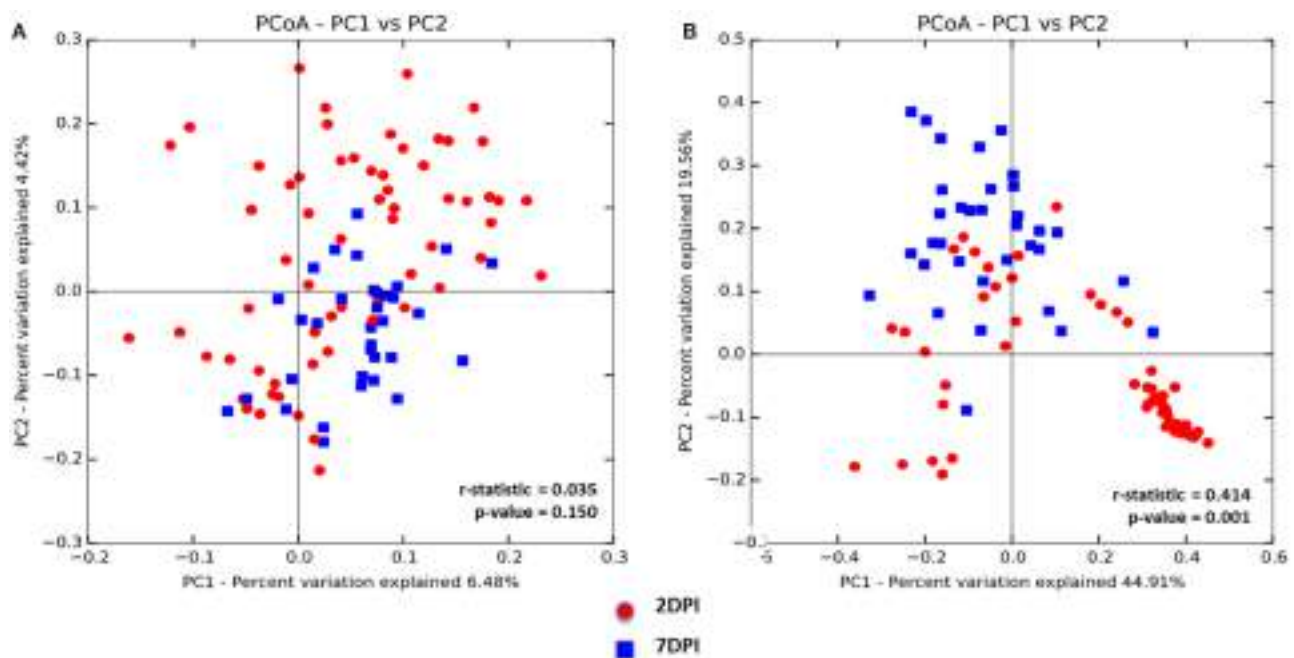 A
PCoA – PC1 vs PC2
0.3
0.2
0.1
0.0
−0.1
−0.2
−0.3
PC2 - Percent variation explained 4.42%
−0.2
−0.1
0.0
0.1
0.2
0.3
PC1 - Percent variation explained 6.48%
r-statistic = 0.035
p-value = 0.150
B
PCoA – PC1 vs PC2
0.5
0.4
0.3
0.2
0.1
0.0
−0.1
−0.2
−0.
PC2 - Percent variation explained 19.56%
5
−0.4
−0.2
0.0
0.2
0.4
0.6
PC1 - Percent variation explained 44.91%
r-statistic = 0.414
p-value = 0.001
2DPI
7DPI